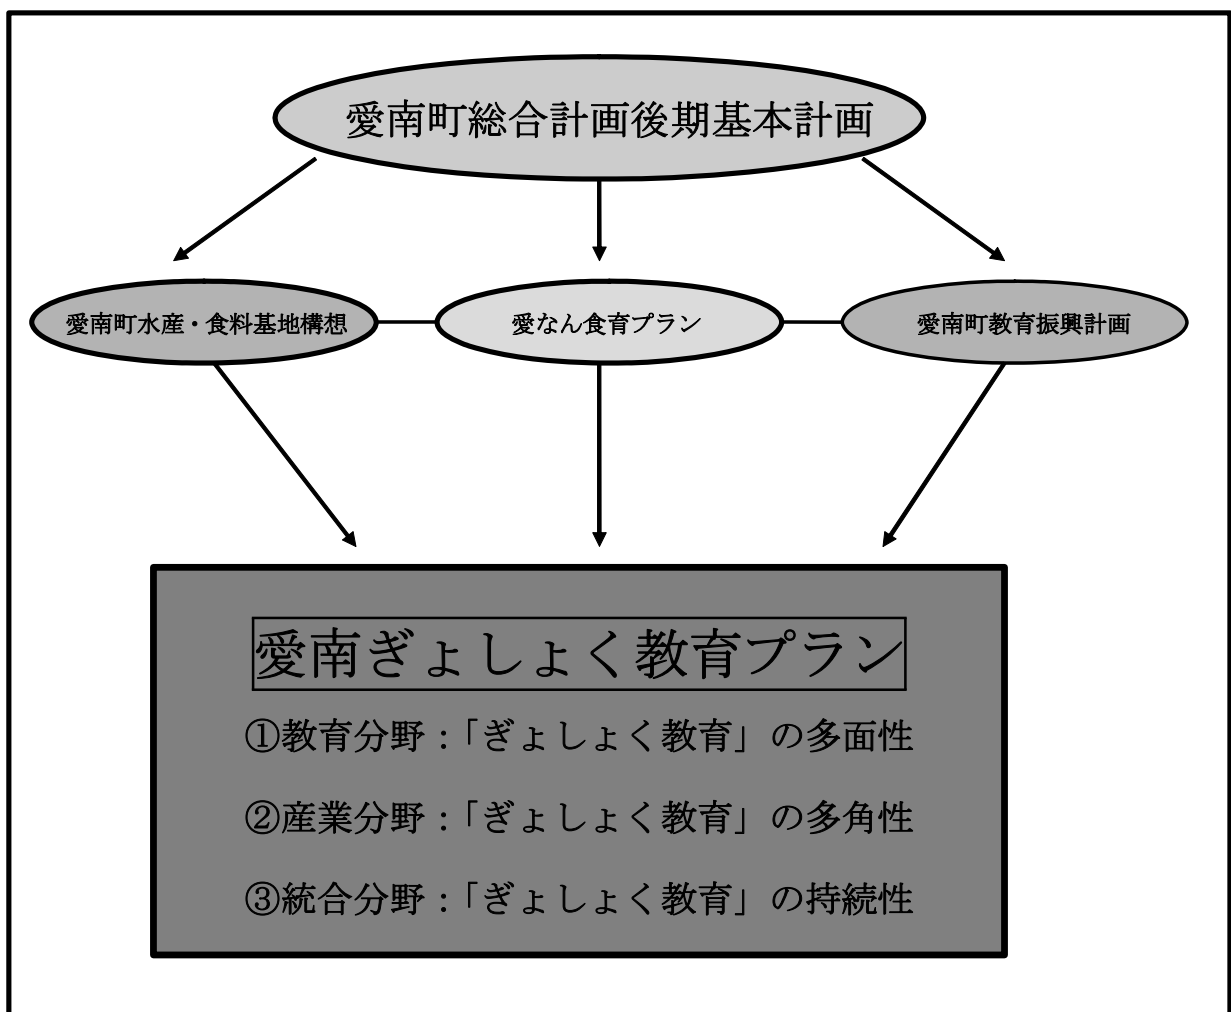 愛南町総合計画後期基本計画
愛南町水産・食料基地構想
愛なん食育プラン
愛南町教育振興計画
愛南ぎょしょく教育プラン
①教育分野:「ぎょしょく教育」の多面性
②産業分野:「ぎょしょく教育」の多角性
③統合分野:「ぎょしょく教育」の持続性